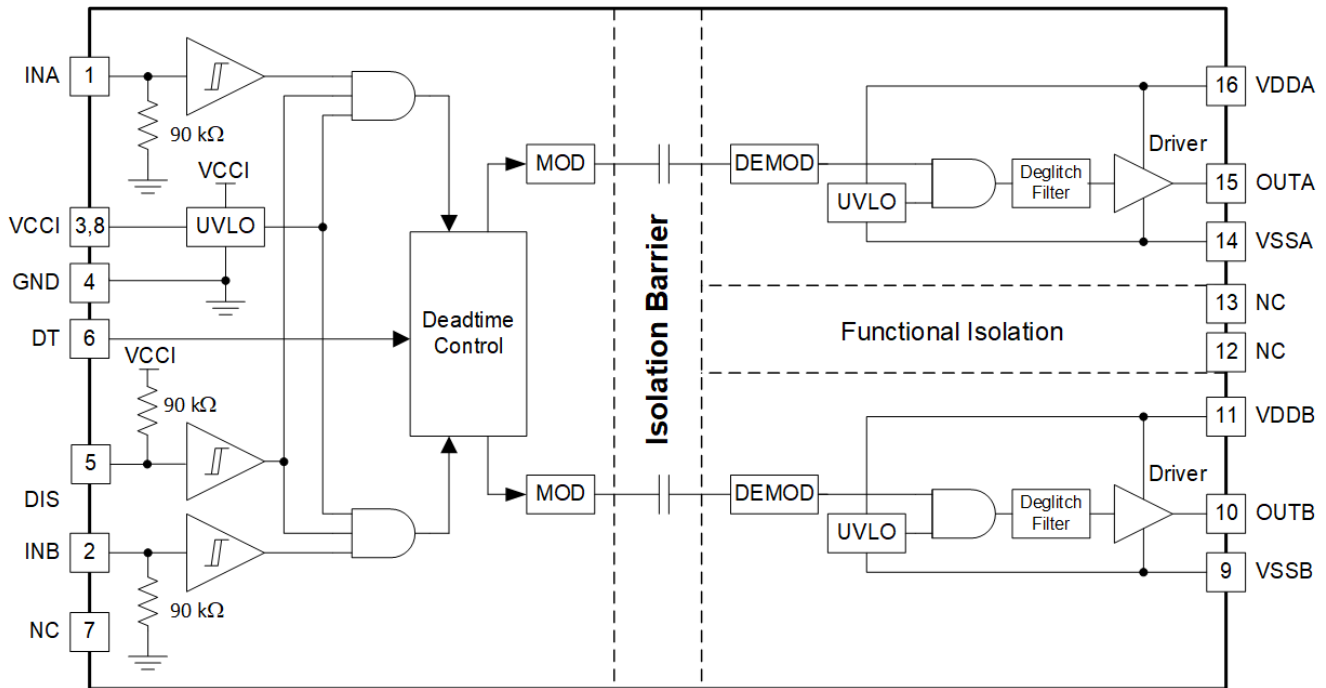 INA
1
90 kΩ
VCCI
VCCI
3,8
UVLO
GND
4
DT
6
VCCI
90 kΩ
5
DIS
INB
2
90 kΩ
NC
7
Deadtime
Control
MOD
MOD
Isolation Barrier
DEMOD
UVLO
Deglitch
Filter
Driver
16
VDDA
15
OUTA
14
VSSA
Functional Isolation
13
NC
12
NC
11
VDDB
DEMOD
UVLO
Deglitch
Filter
Driver
10
OUTB
9
VSSB